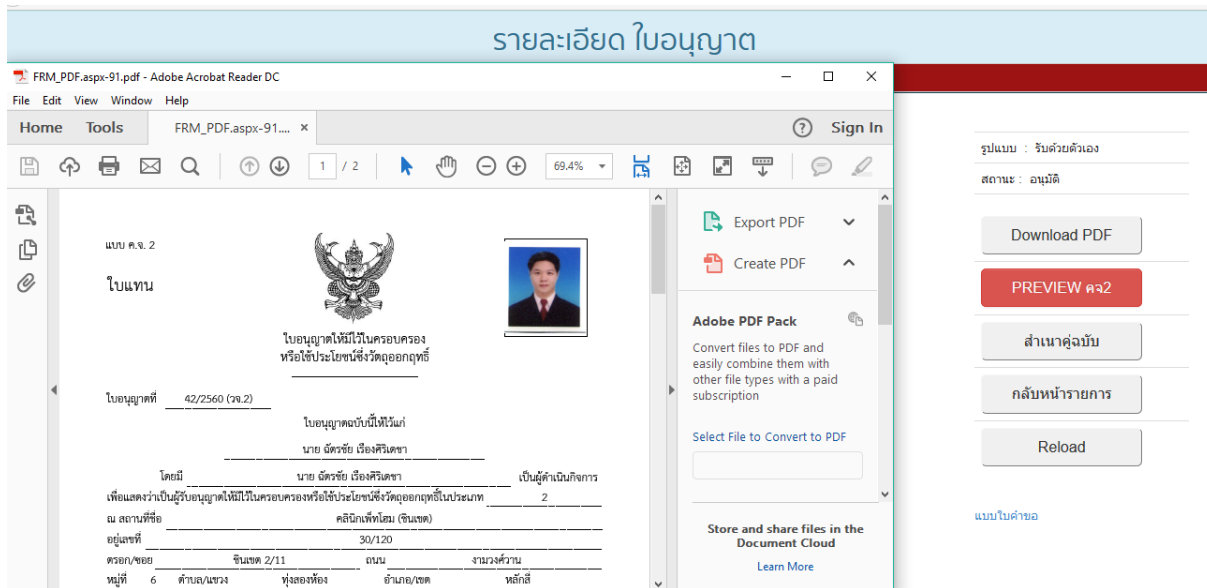 รายละเอียด ใบอนุญาต
FRM_PDF.aspx-91.pdf - Adobe Acrobat Reader DC
File Edit View Window Help
Home Tools FRM_PDF.aspx-91.... × ? Sign In
1 / 2 69.4%
รูปแบบ : รับด้วยตัวเอง
สถานะ : อนุมัติ
Download PDF
PREVIEW คจ2
สำเนาคู่ฉบับ
กลับหน้ารายการ
Reload
แบบใบคำขอ
แบบ ค.จ. 2
ใบแทน
ใบอนุญาตให้มีไว้ในครอบครอง
หรือใช้ประโยชน์ซึ่งวัตถุออกฤทธิ์
ใบอนุญาตที่ 42/2560 (วจ.2)
ใบอนุญาตฉบับนี้ให้ไว้แก่
นาย ฉัตรชัย เรืองศิริเดชา
โดยมี นาย ฉัตรชัย เรืองศิริเดชา เป็นผู้ดำเนินกิจการ
เพื่อแสดงว่าเป็นผู้รับอนุญาตให้มีไว้ในครอบครองหรือใช้ประโยชน์ซึ่งวัตถุออกฤทธิ์ในประเภท 2
ณ สถานที่ชื่อ คลินิกเพ็ทโฮม (ชินเขต)
อยู่เลขที่ 30/120
ตรอก/ซอย ชินเขต 2/11 ถนน งามวงศ์วาน
หมู่ที่ 6 ตำบล/แขวง ทุ่งสองห้อง อำเภอ/เขต หลักสี่
Export PDF
Create PDF
Adobe PDF Pack
Convert files to PDF and
easily combine them with
other file types with a paid
subscription
Select File to Convert to PDF
Store and share files in the
Document Cloud
Learn More